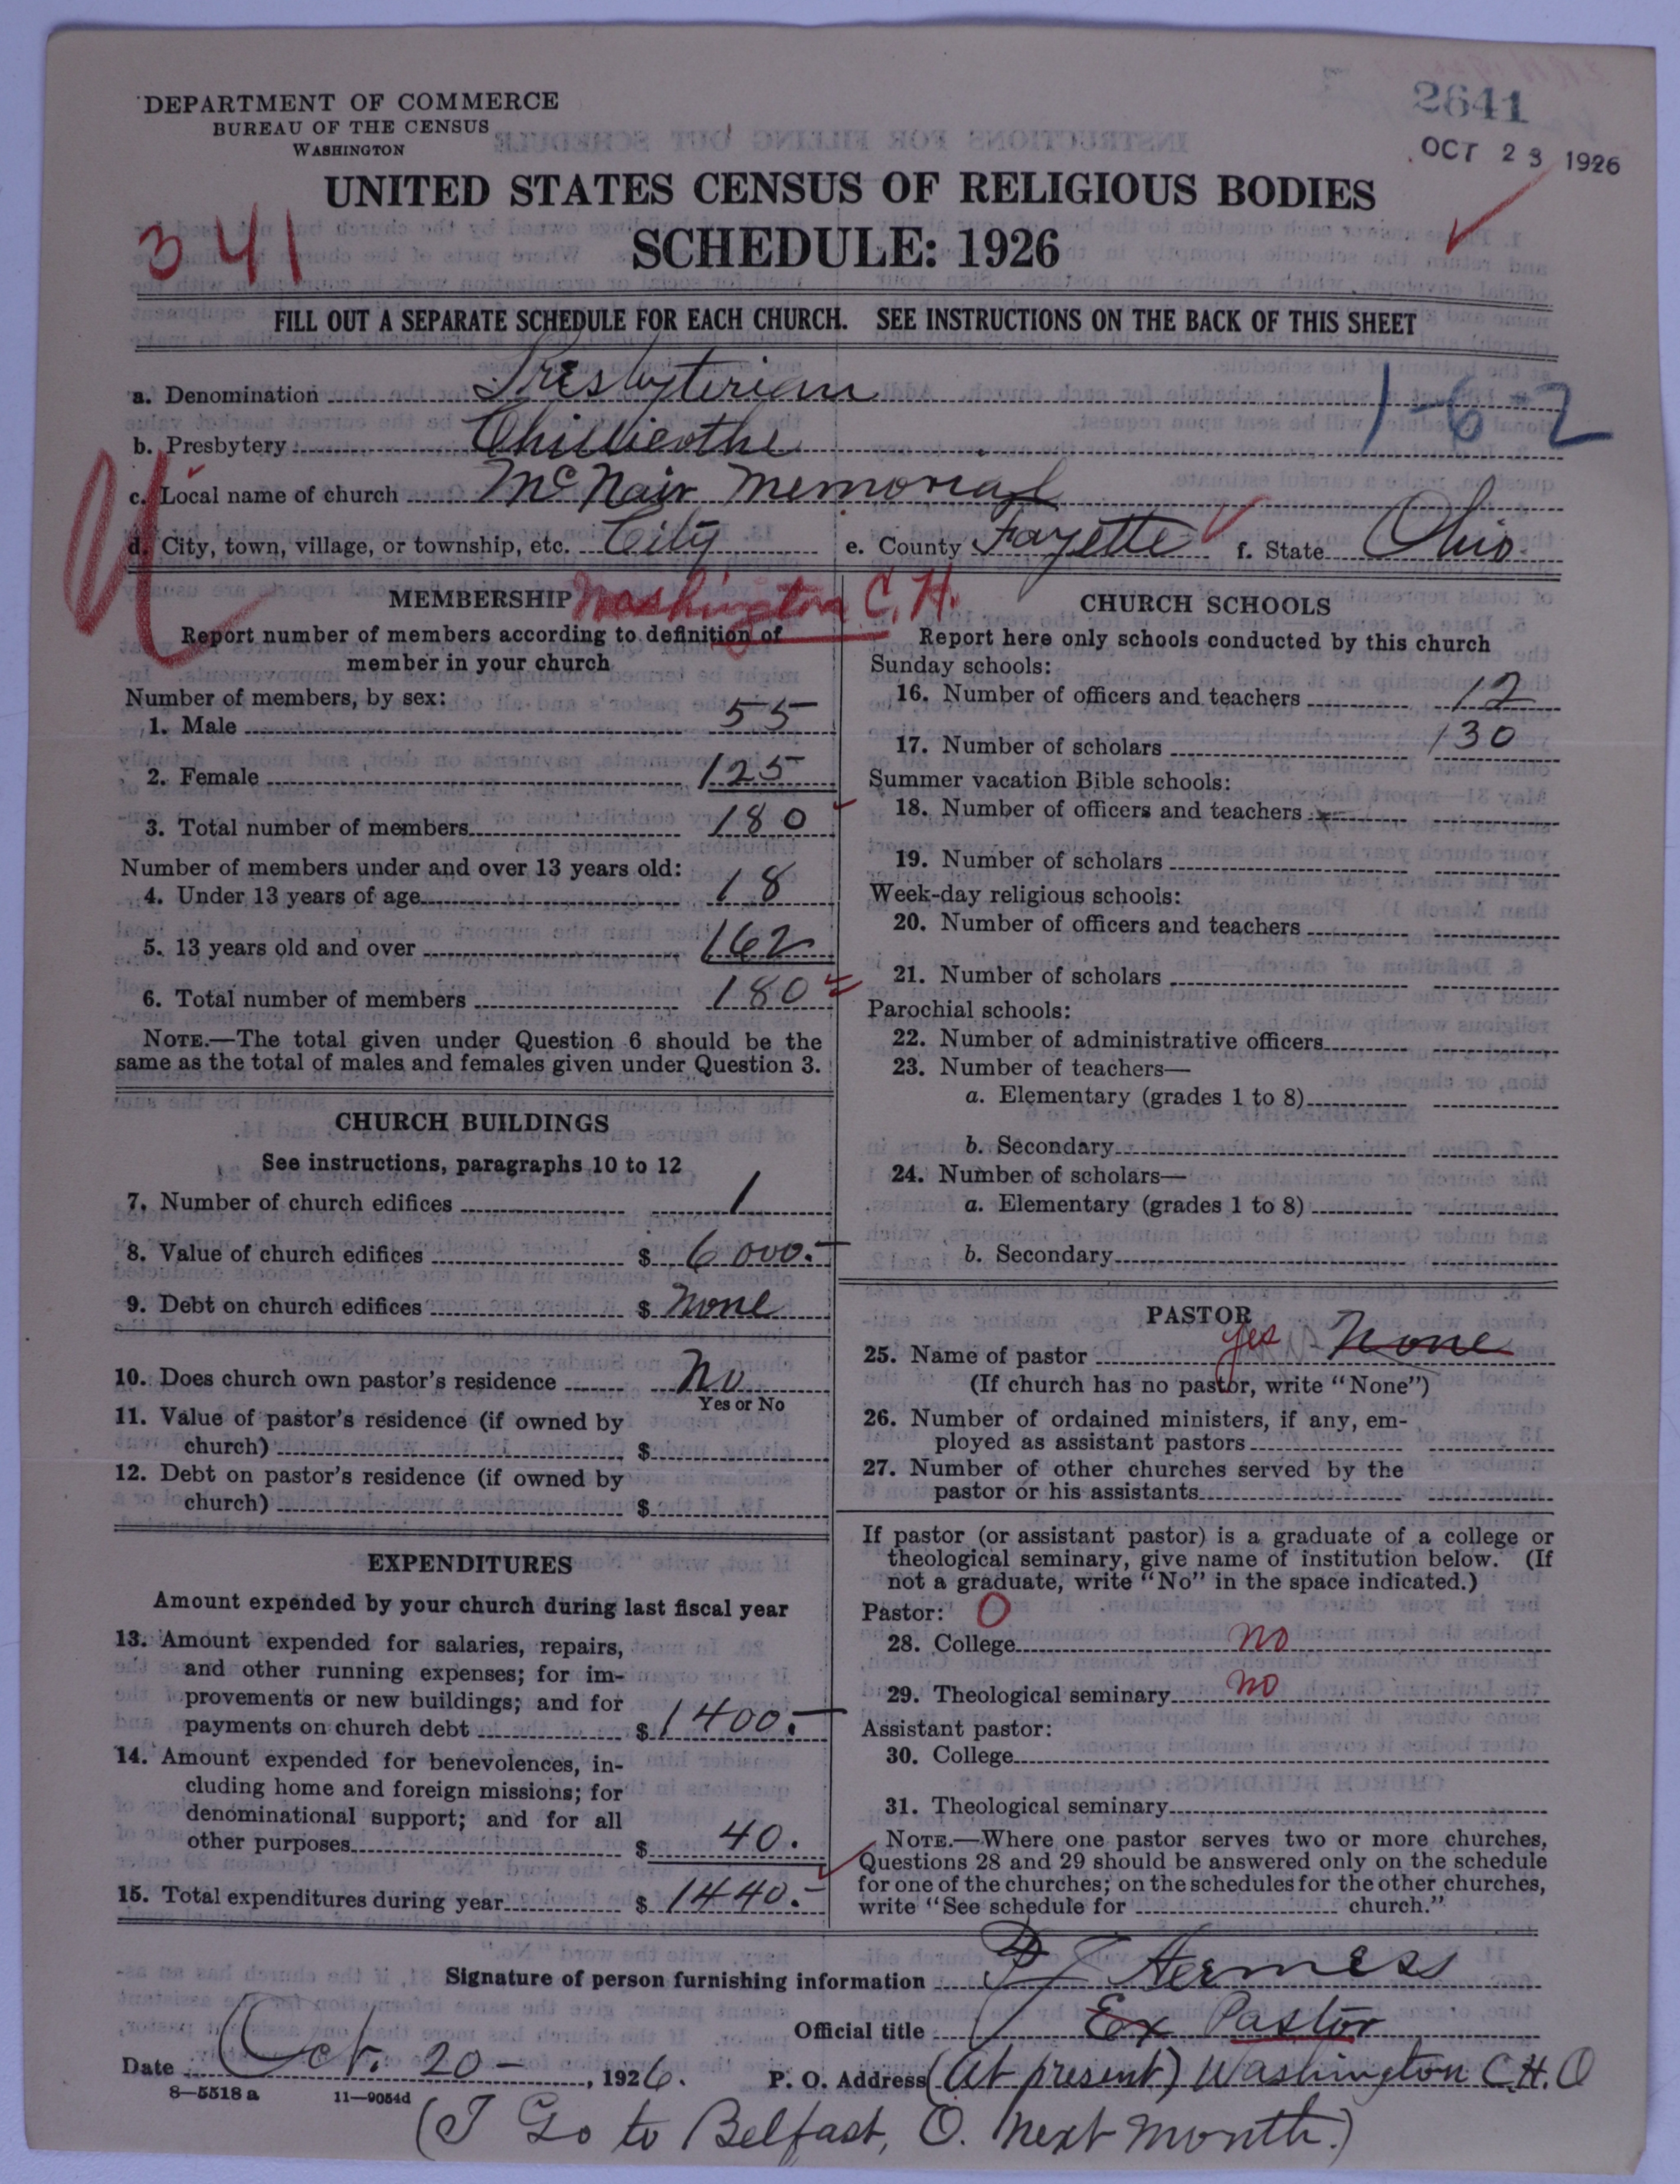 DEPARTMENT OF COMMERCE
BUREAU OF THE CENSUS
WASHINGTON
2641
OCT 23 1926
UNITED STATES CENSUS OF RELIGIOUS BODIES
SCHEDULE: 1926
341
FILL OUT A SEPARATE SCHEDULE FOR EACH CHURCH. SEE INSTRUCTIONS ON THE BACK OF THIS SHEET
a. Denomination Presbyterian
1-6-2
b. Presbytery Chillicothe
c. Local name of church McNair Memorial
d. City, town, village, or township, etc. City e. County Fayette f. State Ohio
Washington C.H.
MEMBERSHIP
Report number of members according to definition of
member in your church
Number of members, by sex:
1. Male 55
2. Female 125
3. Total number of members 180
Number of members under and over 13 years old:
4. Under 13 years of age 18
5. 13 years old and over 162
6. Total number of members 180
NOTE.—The total given under Question 6 should be the
same as the total of males and females given under Question 3.
CHURCH BUILDINGS
See instructions, paragraphs 10 to 12
7. Number of church edifices 1
8. Value of church edifices $ 6000.-
9. Debt on church edifices $ None
10. Does church own pastor's residence No
Yes or No
11. Value of pastor's residence (if owned by
church) $
12. Debt on pastor's residence (if owned by
church) $
EXPENDITURES
Amount expended by your church during last fiscal year
13. Amount expended for salaries, repairs,
and other running expenses; for im-
provements or new buildings; and for
payments on church debt $ 1400.-
14. Amount expended for benevolences, in-
cluding home and foreign missions; for
denominational support; and for all
other purposes $ 40.
15. Total expenditures during year $ 1440.-
CHURCH SCHOOLS
Report here only schools conducted by this church
Sunday schools:
16. Number of officers and teachers 12
17. Number of scholars 130
Summer vacation Bible schools:
18. Number of officers and teachers
19. Number of scholars
Week-day religious schools:
20. Number of officers and teachers
21. Number of scholars
Parochial schools:
22. Number of administrative officers
23. Number of teachers—
a. Elementary (grades 1 to 8)
b. Secondary
24. Number of scholars—
a. Elementary (grades 1 to 8)
b. Secondary
PASTOR
25. Name of pastor yes None
(If church has no pastor, write "None")
26. Number of ordained ministers, if any, em-
ployed as assistant pastors
27. Number of other churches served by the
pastor or his assistants
If pastor (or assistant pastor) is a graduate of a college or
theological seminary, give name of institution below. (If
not a graduate, write "No" in the space indicated.)
Pastor: O
28. College no
29. Theological seminary no
Assistant pastor:
30. College
31. Theological seminary
NOTE.—Where one pastor serves two or more churches,
Questions 28 and 29 should be answered only on the schedule
for one of the churches; on the schedules for the other churches,
write "See schedule for church."
Signature of person furnishing information
Official title Ex Pastor
Date Oct. 20 - , 1926. P. O. Address (At present) Washington C.H. O
8-5518 a 11-9054d
(I Go to Belfast, O. next month.)